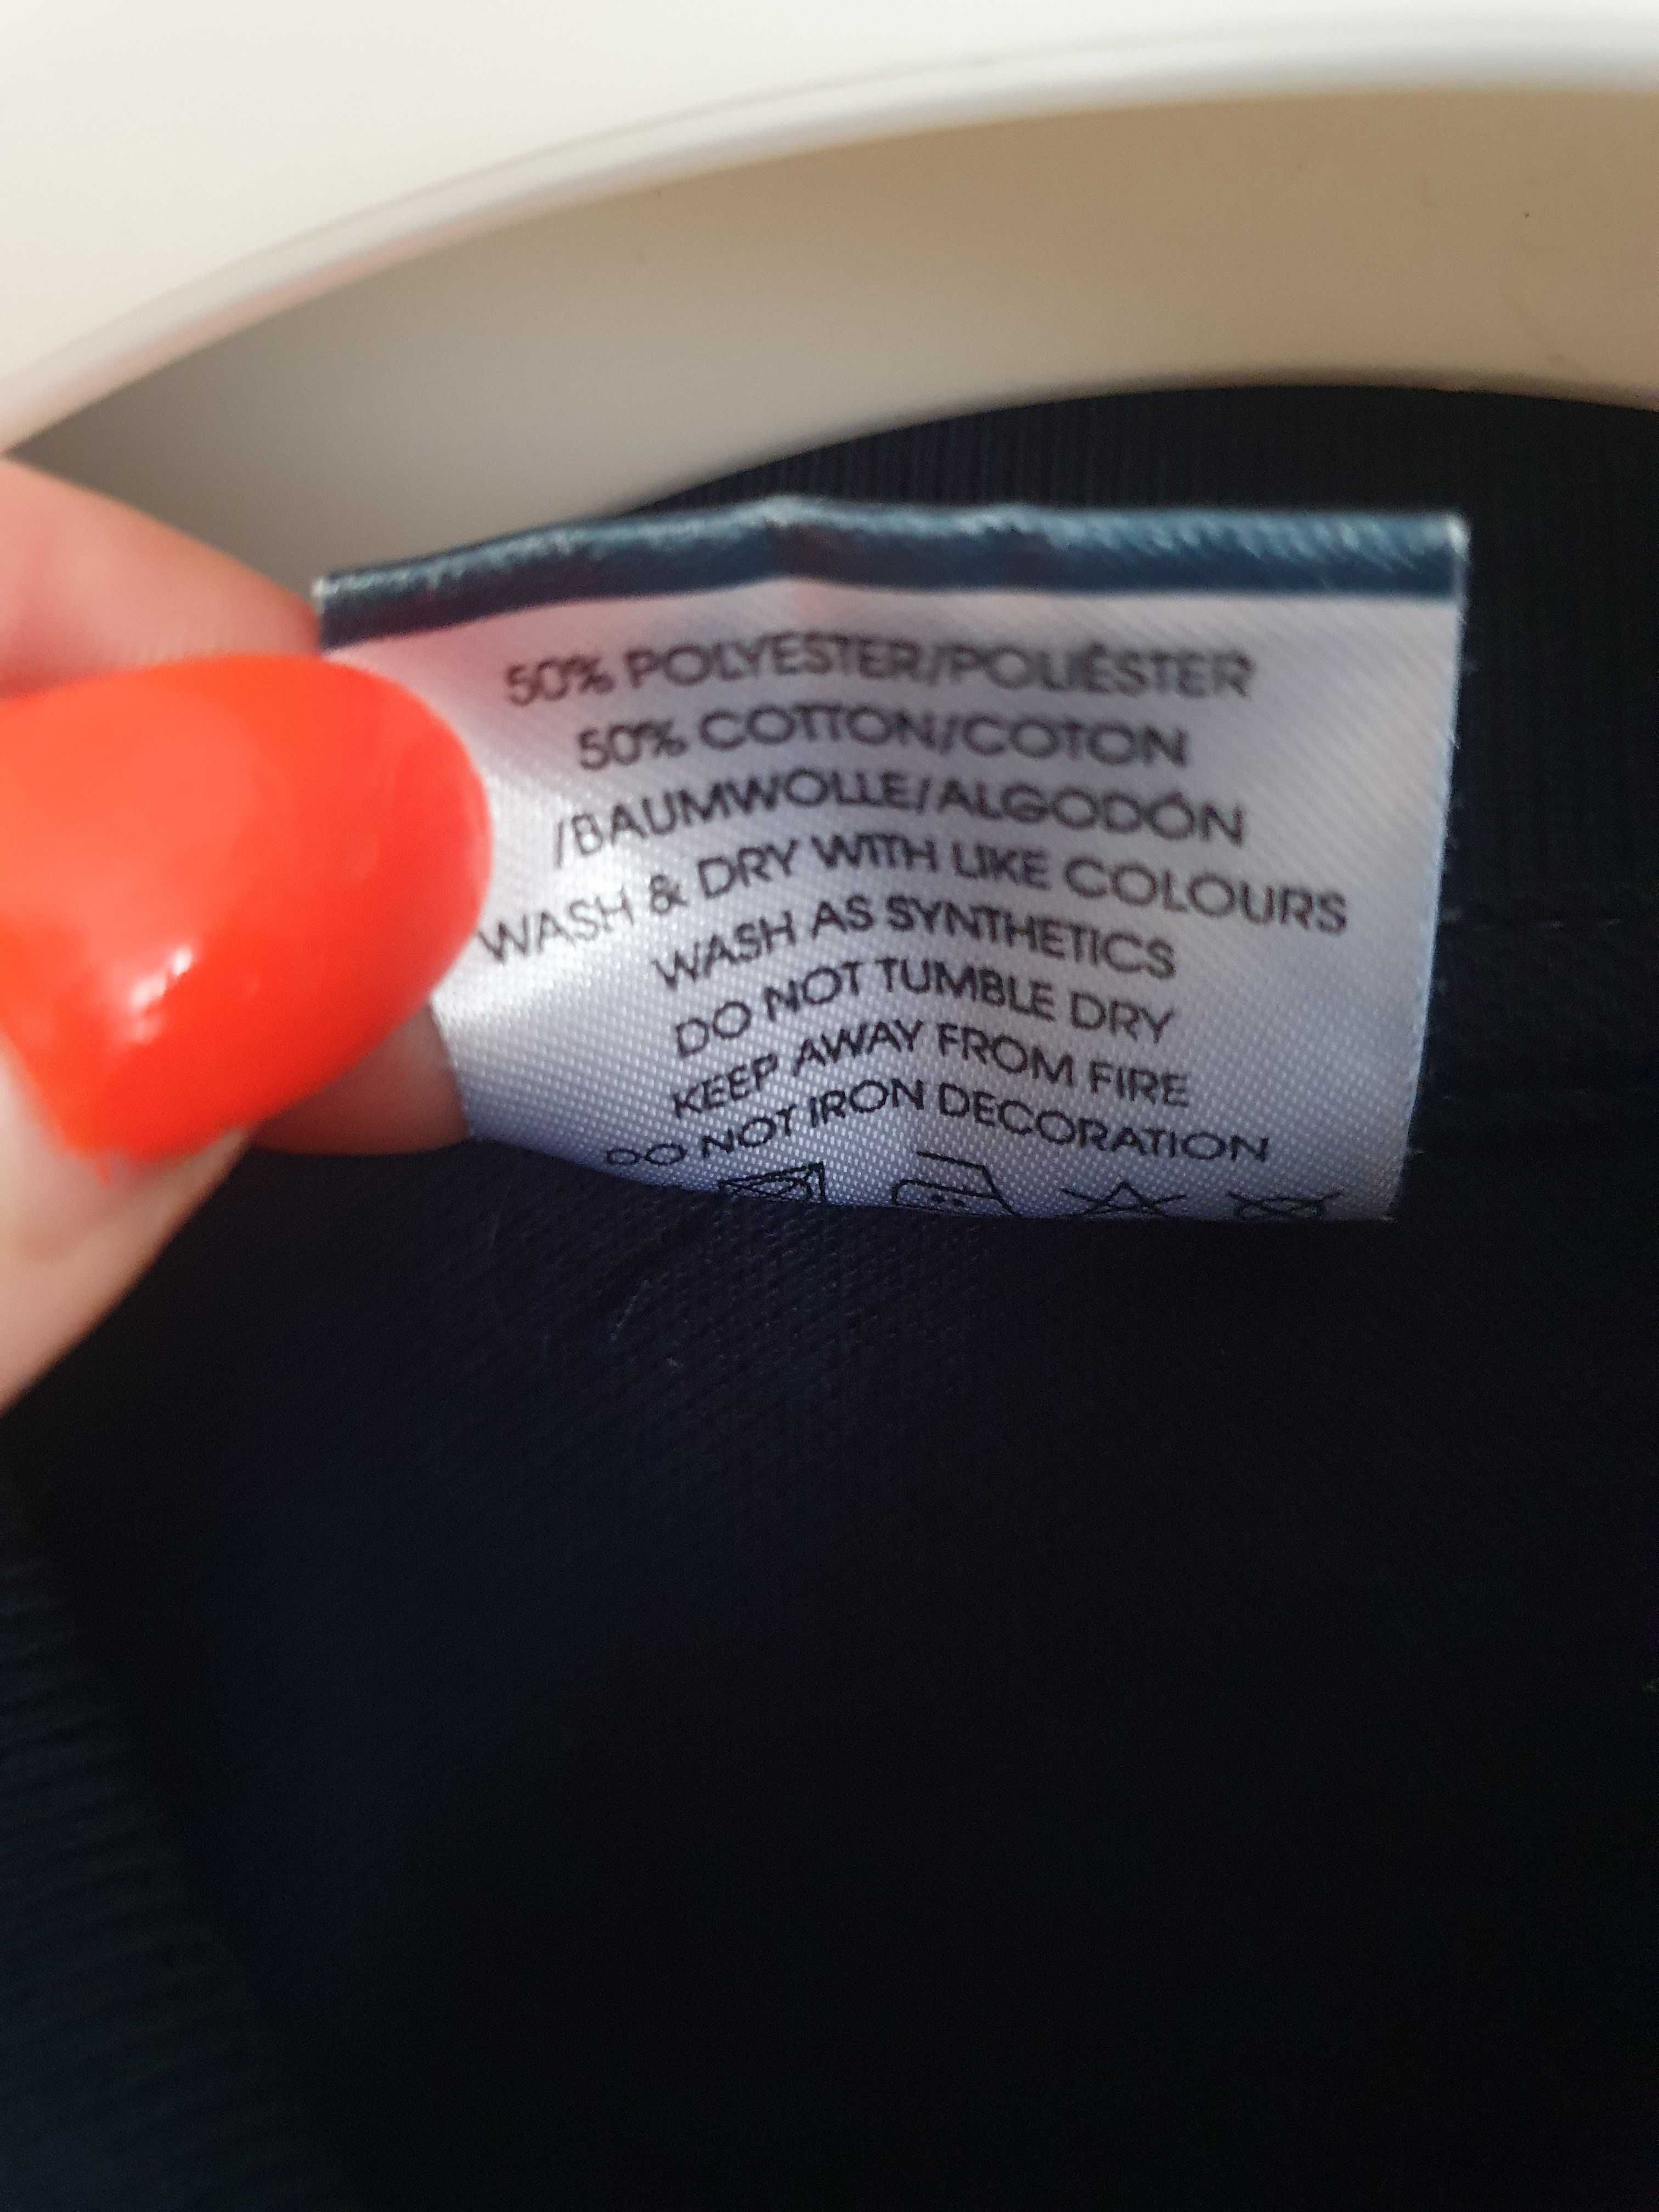 50% POLYESTER/POLIÉSTER
50% COTTON/COTON
/BAUMWOLLE/ALGODÓN
WASH & DRY WITH LIKE COLOURS
WASH AS SYNTHETICS
DO NOT TUMBLE DRY
KEEP AWAY FROM FIRE
DO NOT IRON DECORATION